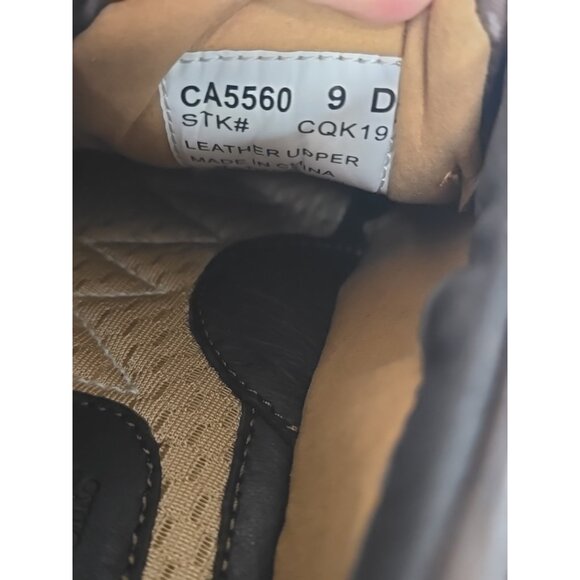 CA5560 9 D
STK# CQK19
LEATHER UPPER
MADE IN CHINA